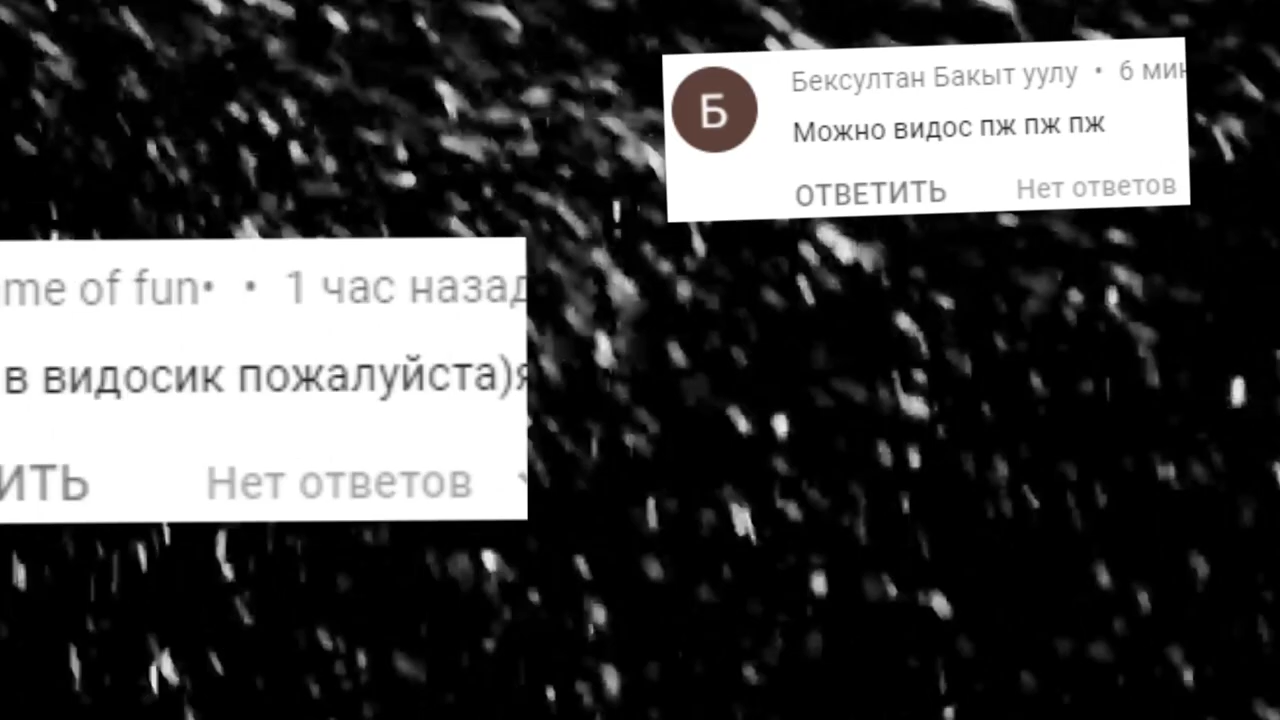 Бексултан Бакыт уулу • 6 мин
Б
Можно видос пж пж пж
ОТВЕТИТЬ Нет ответов
me of fun• • 1 час назад
в видосик пожалуйста)я
ИТЬ Нет ответов